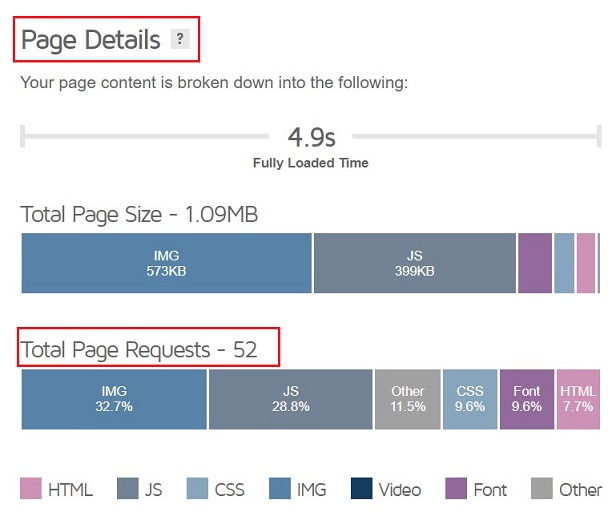 Page Details ?
Your page content is broken down into the following:
4.9s
Fully Loaded Time
Total Page Size - 1.09MB
IMG JS
573KB 399KB
Total Page Requests - 52
IMG JS Other CSS Font HTML
32.7% 28.8% 11.5% 9.6% 9.6% 7.7%
HTML JS CSS IMG Video Font Other